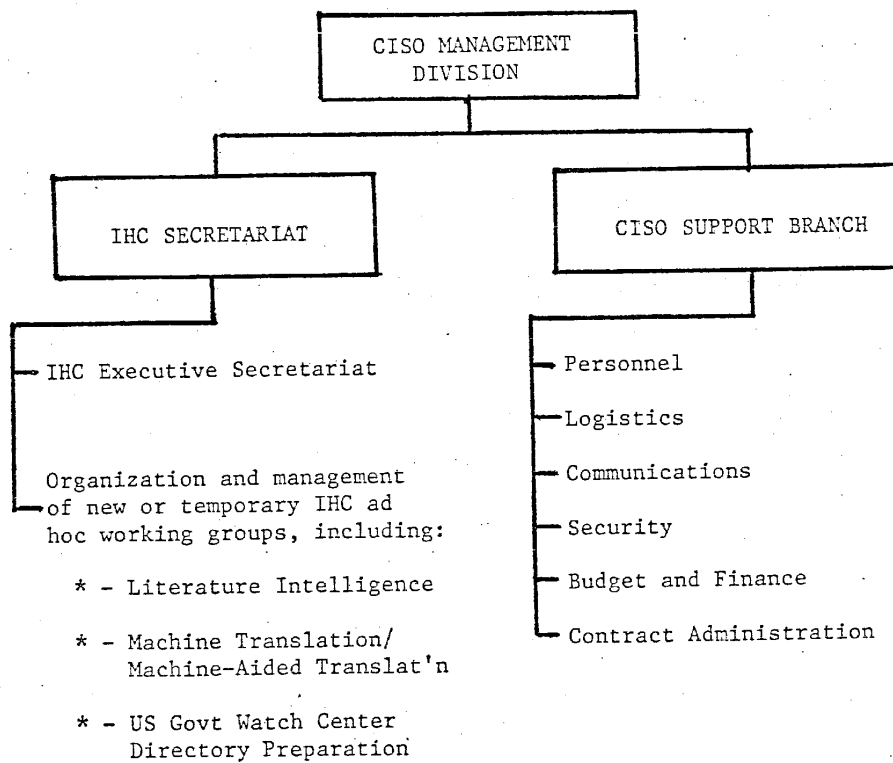 CISO MANAGEMENT
DIVISION
IHC SECRETARIAT
CISO SUPPORT BRANCH
IHC Executive Secretariat
Organization and management
of new or temporary IHC ad
hoc working groups, including:
* - Literature Intelligence
* - Machine Translation/
Machine-Aided Translat'n
* - US Govt Watch Center
Directory Preparation
Personnel
Logistics
Communications
Security
Budget and Finance
Contract Administration